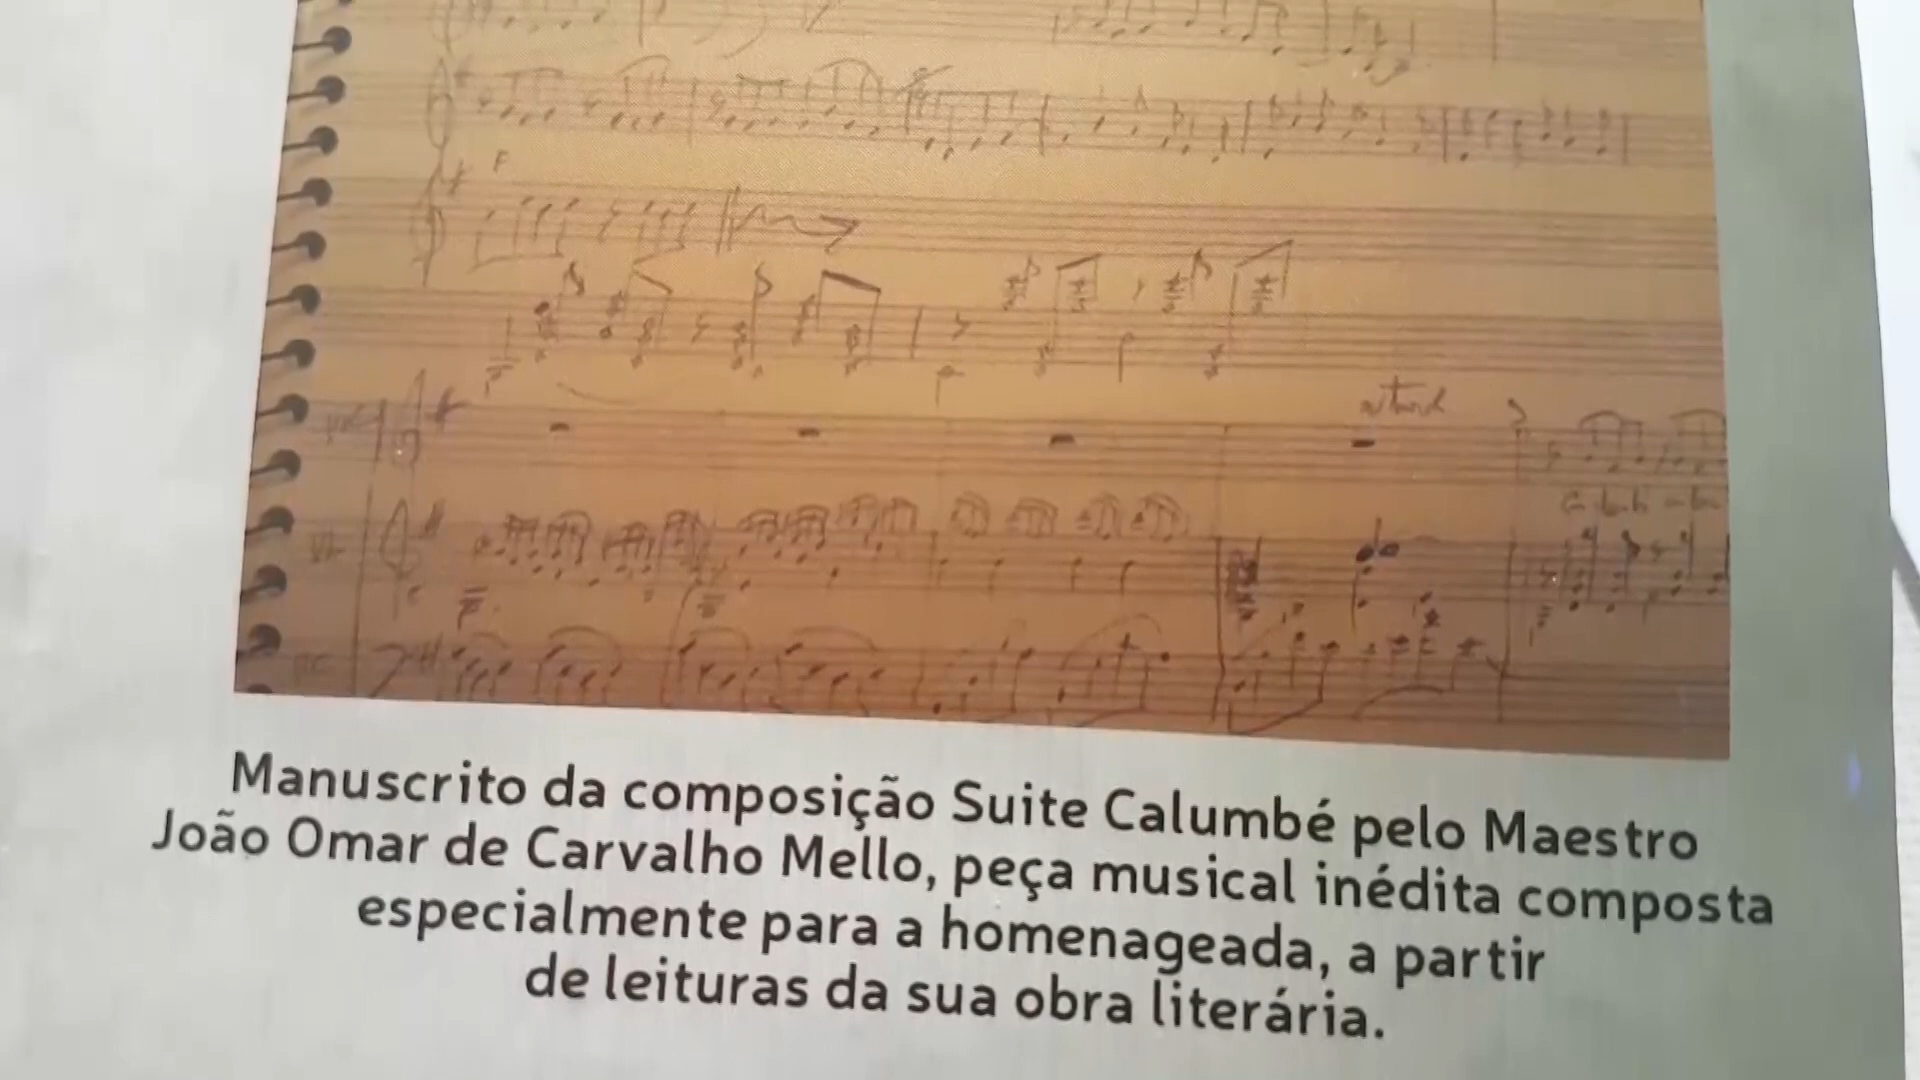 Manuscrito da composição Suite Calumbé pelo Maestro
João Omar de Carvalho Mello, peça musical inédita composta
especialmente para a homenageada, a partir
de leituras da sua obra literária.